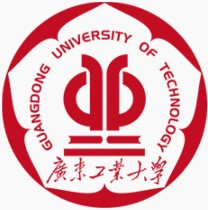 GUANGDONG UNIVERSITY OF TECHNOLOGY
廣東工業大學